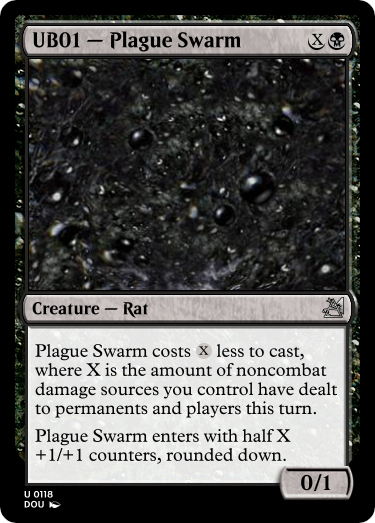 UB01 — Plague Swarm X
Creature — Rat
Plague Swarm costs X less to cast,
where X is the amount of noncombat
damage sources you control have dealt
to permanents and players this turn.
Plague Swarm enters with half X
+1/+1 counters, rounded down.
0/1
U 0118
DOU